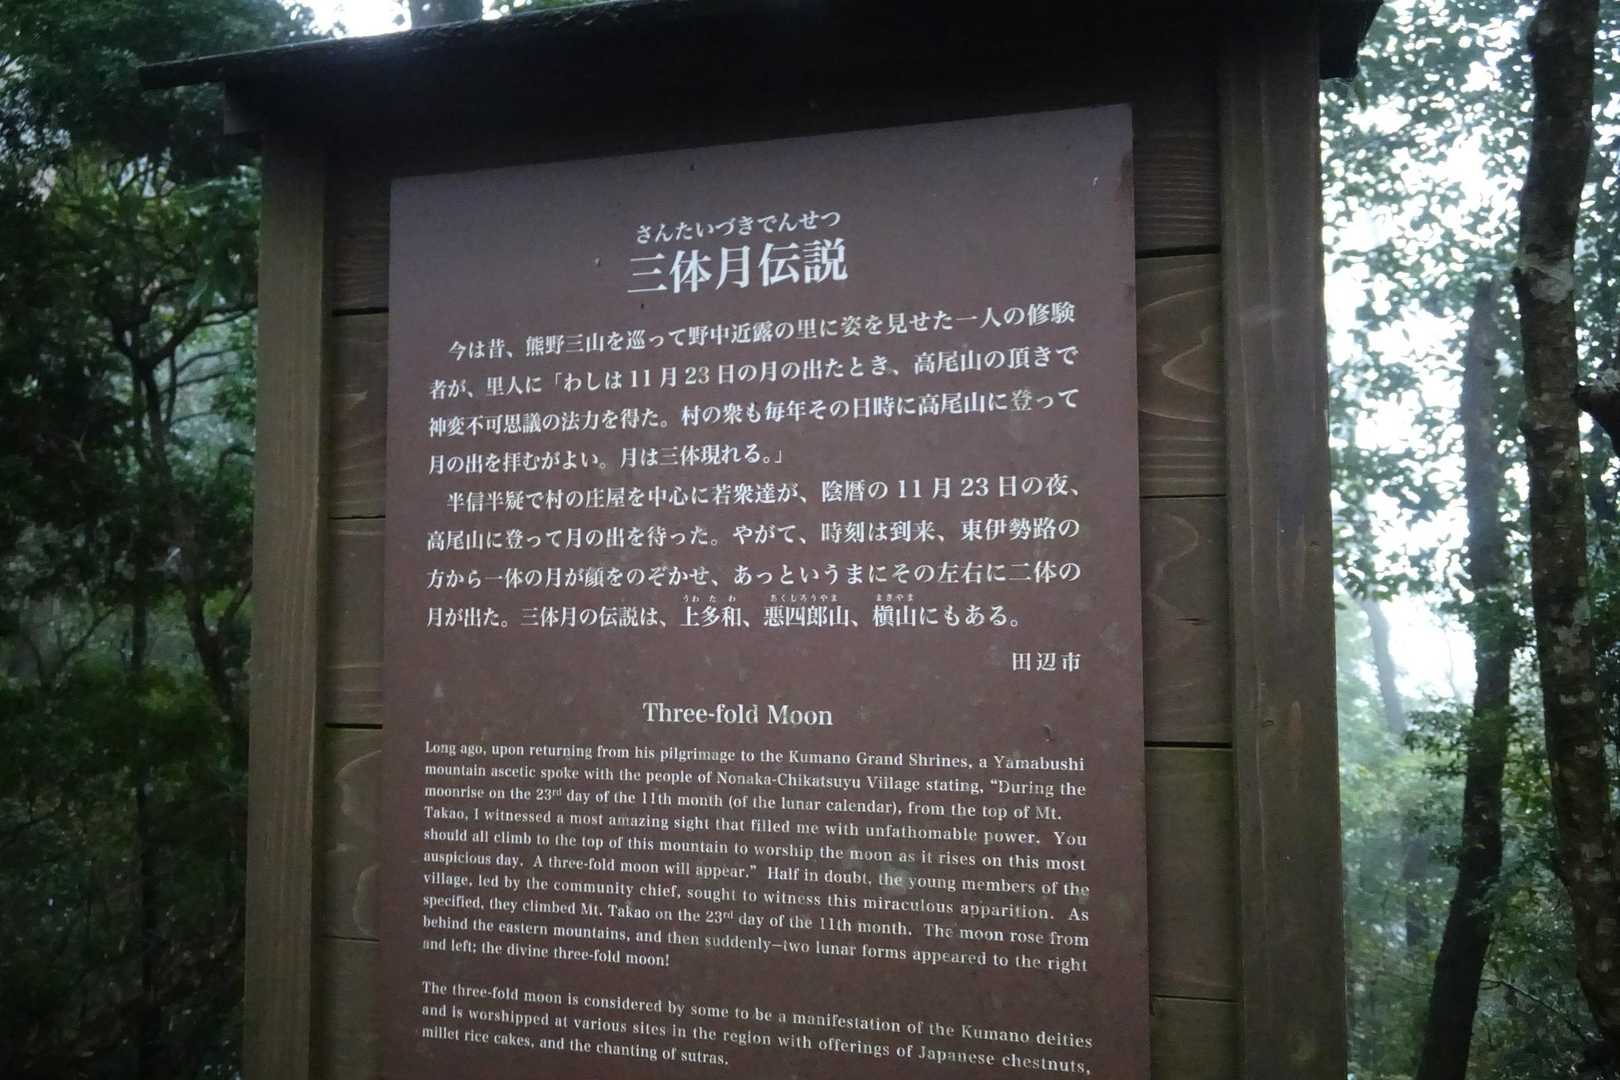 さんたいづきでんせつ
三体月伝説
今は昔、熊野三山を巡って野中近露の里に姿を見せた一人の修験
者が、里人に「わしは11月23日の月の出たとき、高尾山の頂きで
神変不可思議の法力を得た。村の衆も毎年その日時に高尾山に登って
月の出を拝むがよい。月は三体現れる。」
半信半疑で村の庄屋を中心に若衆達が、陰暦の11月23日の夜、
高尾山に登って月の出を待った。やがて、時刻は到来、東伊勢路の
方から一体の月が顔をのぞかせ、あっというまにその左右に二体の
うわたわ あくしろうやま まきやま
月が出た。三体月の伝説は、上多和、悪四郎山、槇山にもある。
田辺市
Three-fold Moon
Long ago, upon returning from his pilgrimage to the Kumano Grand Shrines, a Yamabushi
mountain ascetic spoke with the people of Nonaka-Chikatsuyu Village stating, “During the
moonrise on the 23rd day of the 11th month (of the lunar calendar), from the top of Mt.
Takao, I witnessed a most amazing sight that filled me with unfathomable power. You
should all climb to the top of this mountain to worship the moon as it rises on this most
auspicious day. A three-fold moon will appear.” Half in doubt, the young members of the
village, led by the community chief, sought to witness this miraculous apparition. As
specified, they climbed Mt. Takao on the 23rd day of the 11th month. The moon rose from
behind the eastern mountains, and then suddenly—two lunar forms appeared to the right
and left; the divine three-fold moon!
The three-fold moon is considered by some to be a manifestation of the Kumano deities
and is worshipped at various sites in the region with offerings of Japanese chestnuts,
millet rice cakes, and the chanting of sutras.